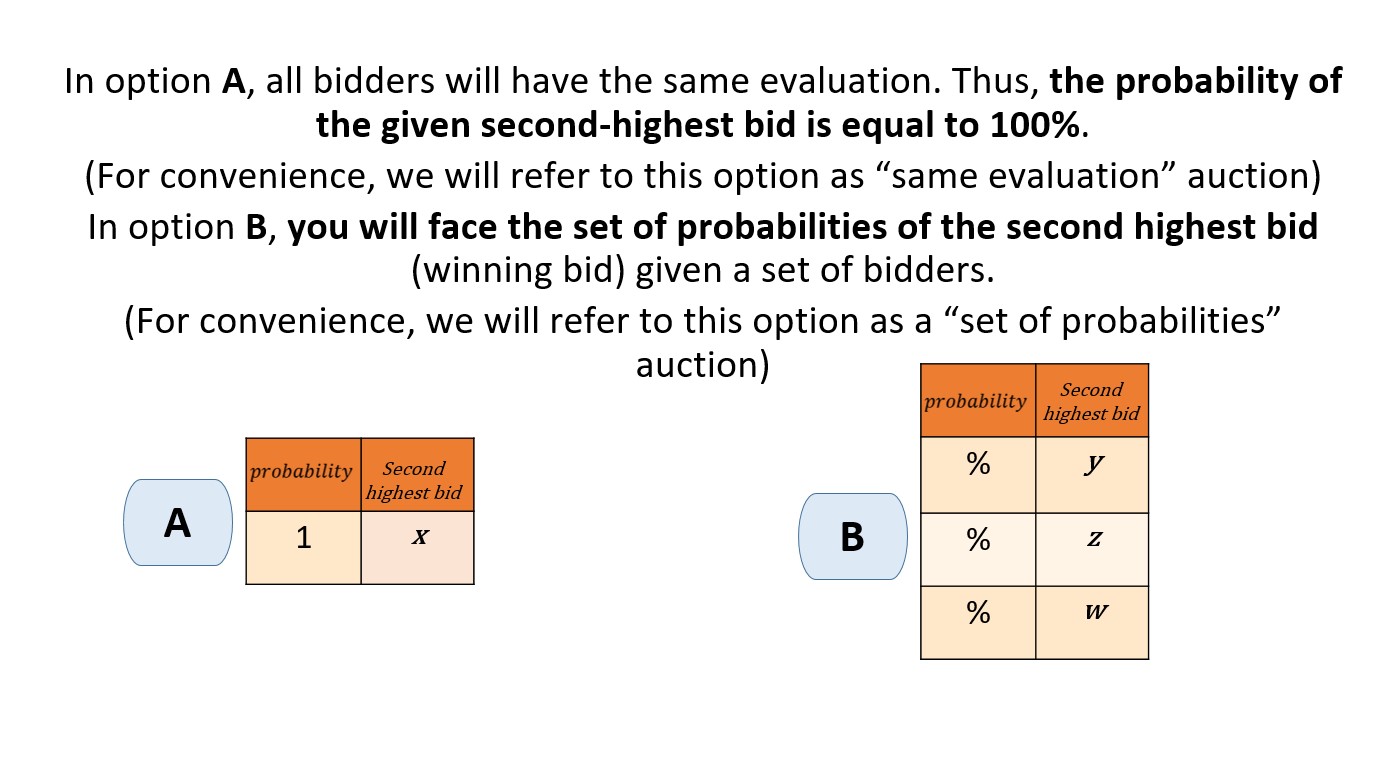 In option A, all bidders will have the same evaluation. Thus, the probability of
the given second-highest bid is equal to 100%.
(For convenience, we will refer to this option as “same evaluation” auction)
In option B, you will face the set of probabilities of the second highest bid
(winning bid) given a set of bidders.
(For convenience, we will refer to this option as a “set of probabilities”
auction)
A
probability
Second
highest bid
1
x
B
probability
Second
highest bid
%
y
%
z
%
w